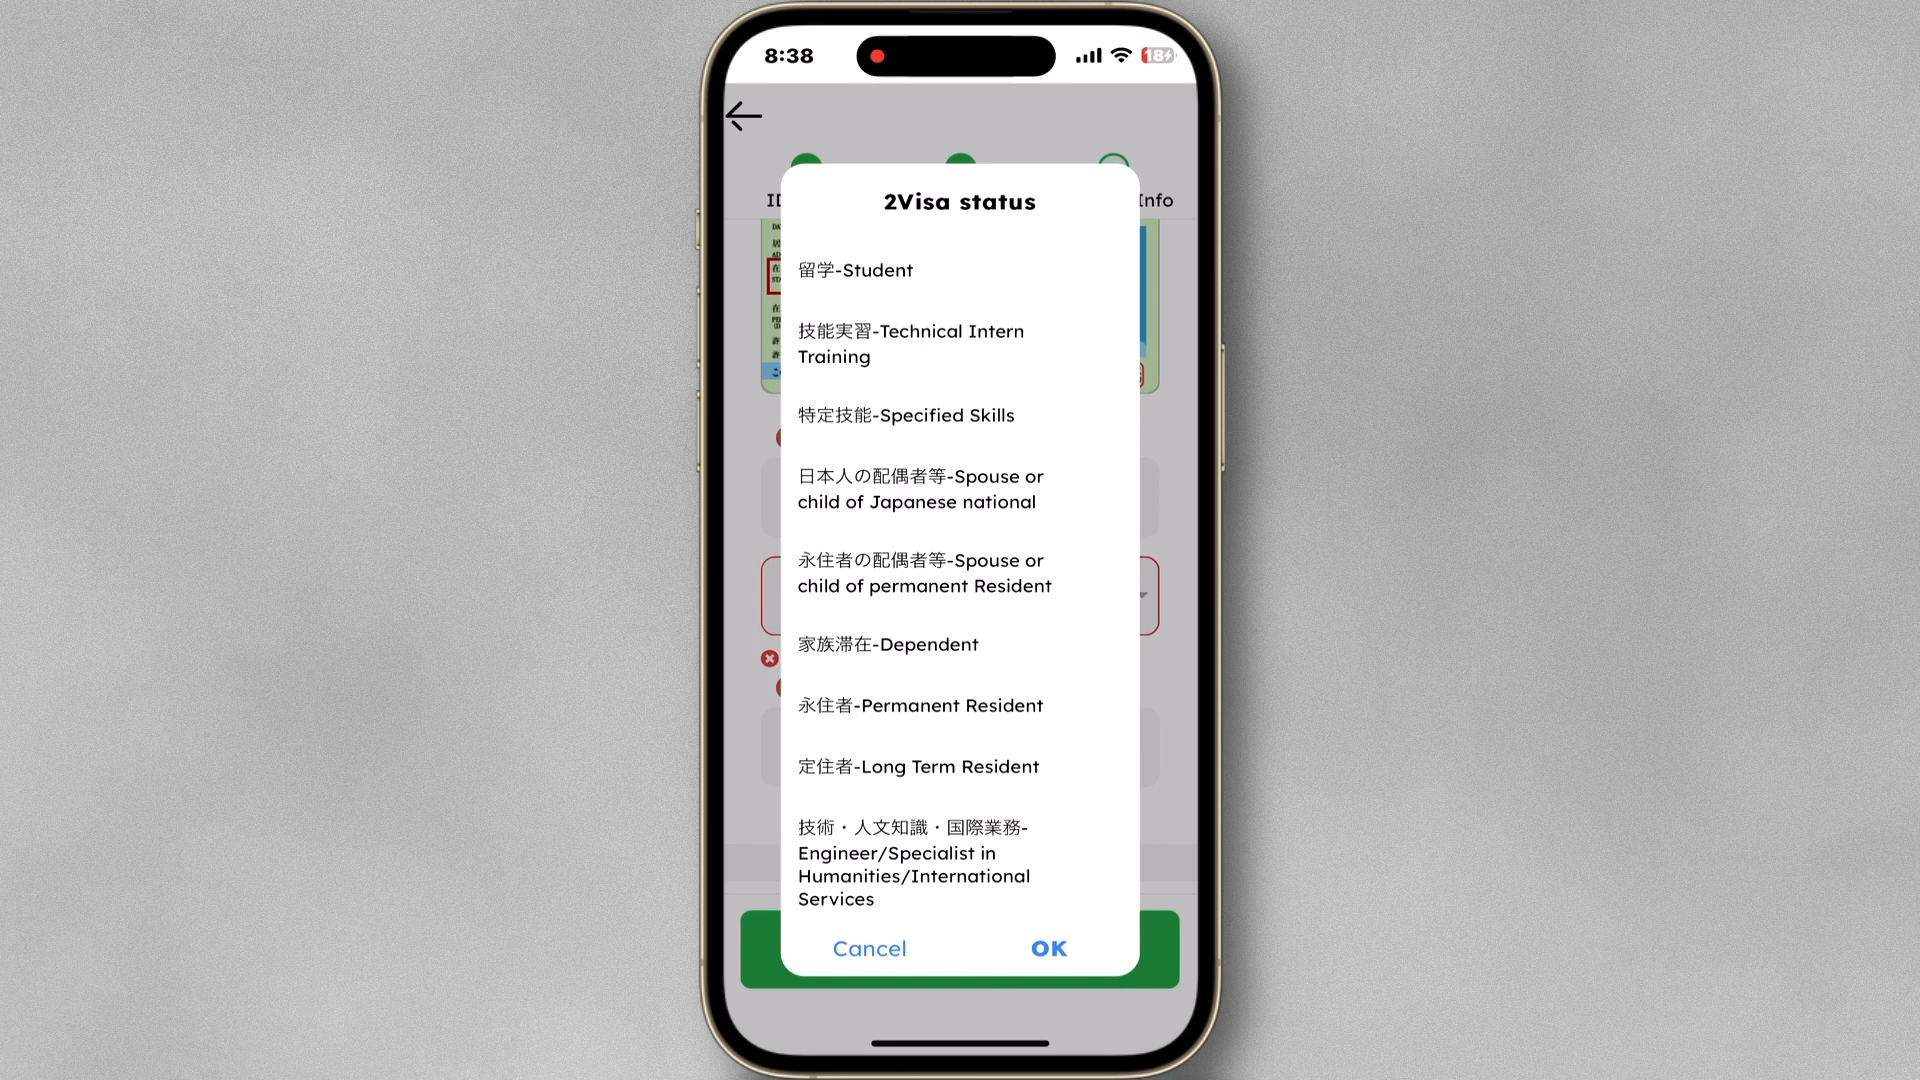 8:38
18
2Visa status
ID
Info
留学-Student
技能実習-Technical Intern
Training
特定技能-Specified Skills
日本人の配偶者等-Spouse or
child of Japanese national
永住者の配偶者等-Spouse or
child of permanent Resident
家族滞在-Dependent
永住者-Permanent Resident
定住者-Long Term Resident
技術・人文知識・国際業務-
Engineer/Specialist in
Humanities/International
Services
Cancel
OK